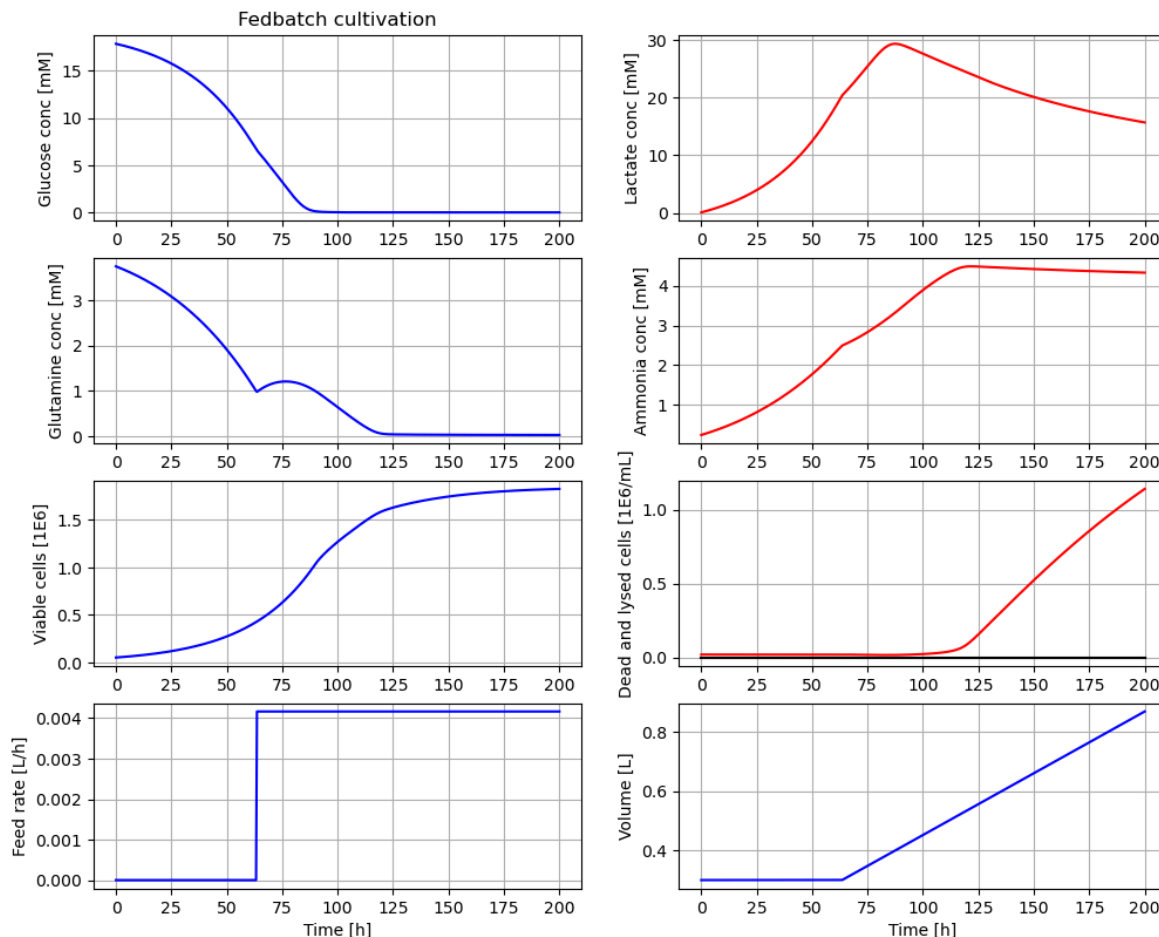 Fedbatch cultivation
Glucose conc [mM]
15
10
5
0
0 25 50 75 100 125 150 175 200
Lactate conc [mM]
30
20
10
0
0 25 50 75 100 125 150 175 200
Glutamine conc [mM]
3
2
1
0
0 25 50 75 100 125 150 175 200
Ammonia conc [mM]
4
3
2
1
0 25 50 75 100 125 150 175 200
Viable cells [1E6]
1.5
1.0
0.5
0.0
0 25 50 75 100 125 150 175 200
Dead and lysed cells [1E6/mL]
1.0
0.5
0.0
0 25 50 75 100 125 150 175 200
Feed rate [L/h]
0.004
0.003
0.002
0.001
0.000
0 25 50 75 100 125 150 175 200
Time [h]
Volume [L]
0.8
0.6
0.4
0 25 50 75 100 125 150 175 200
Time [h]